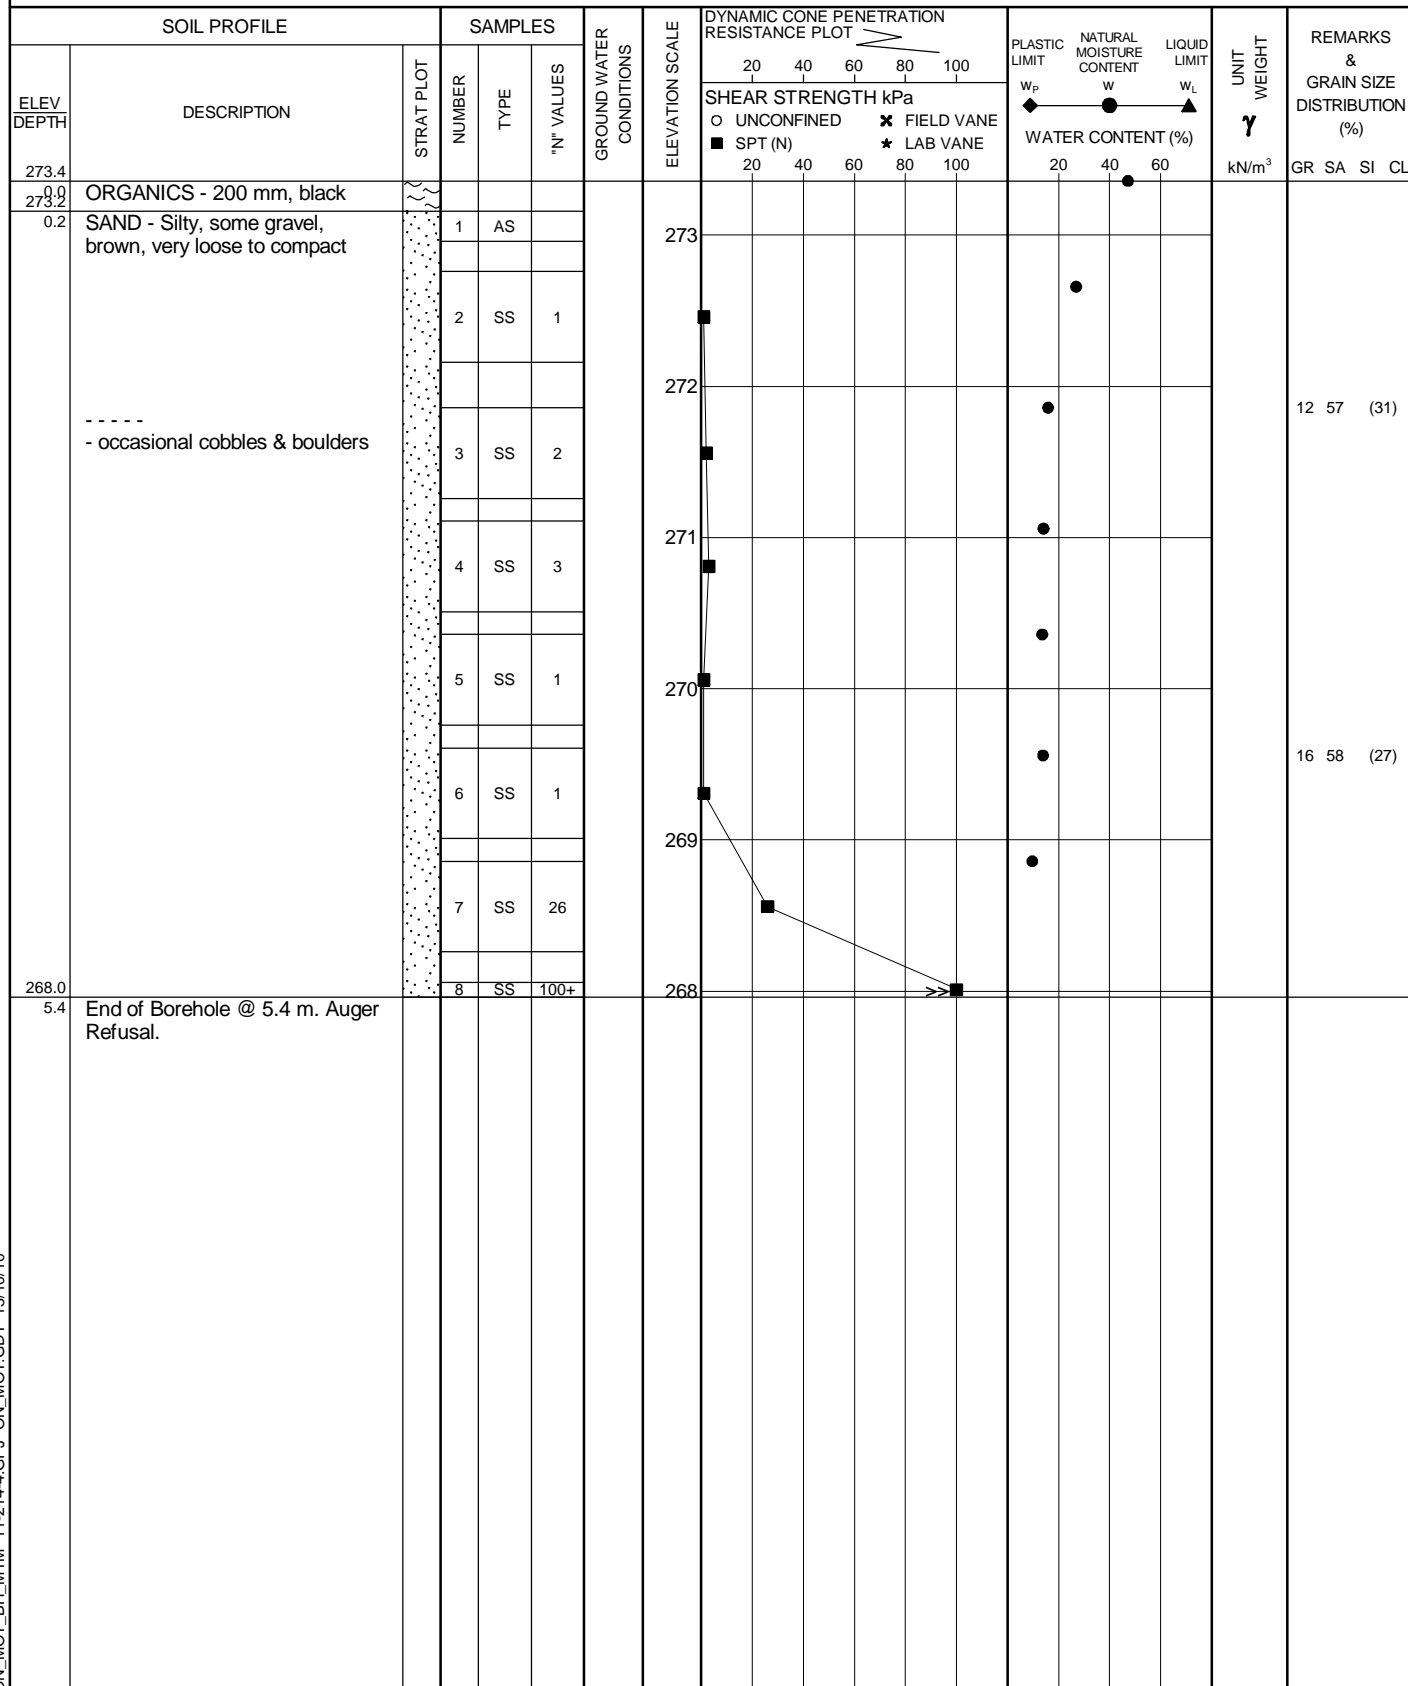 SOIL PROFILE
SAMPLES
GROUND WATER
CONDITIONS
ELEVATION SCALE
DYNAMIC CONE PENETRATION
RESISTANCE PLOT
20 40 60 80 100
PLASTIC
LIMIT
NATURAL
MOISTURE
CONTENT
LIQUID
LIMIT
wP w wL
WATER CONTENT (%)
20 40 60
UNIT
WEIGHT
γ
kN/m³
REMARKS
&
GRAIN SIZE
DISTRIBUTION
(%)
GR SA SI CL
ELEV
DEPTH
DESCRIPTION
STRAT PLOT
NUMBER
TYPE
"N" VALUES
SHEAR STRENGTH kPa
UNCONFINED
FIELD VANE
SPT (N)
LAB VANE
20 40 60 80 100
273.4
0.0
ORGANICS - 200 mm, black
273.2
0.2
SAND - Silty, some gravel,
brown, very loose to compact
1 AS
273
2 SS 1
272
12 57 (31)
- - - - -
- occasional cobbles & boulders
3 SS 2
271
4 SS 3
5 SS 1
270
16 58 (27)
6 SS 1
269
7 SS 26
268.0
8 SS 100+
268
5.4
End of Borehole @ 5.4 m. Auger
Refusal.